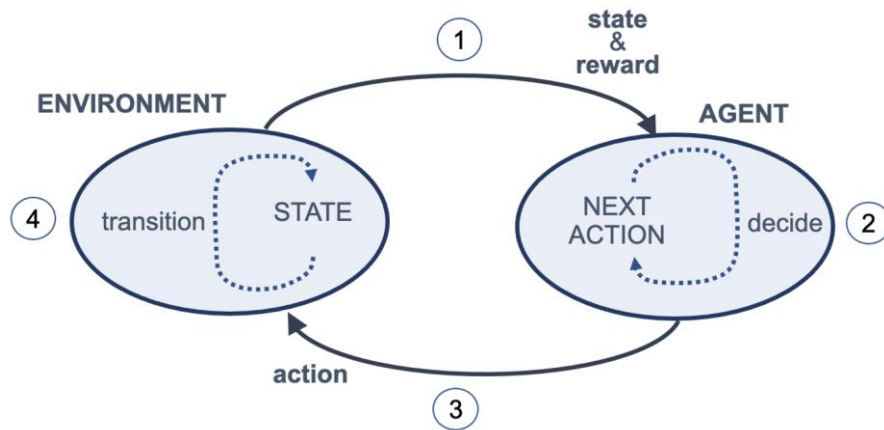 1
state
&
reward
ENVIRONMENT
AGENT
4
transition
STATE
NEXT
ACTION
decide
2
action
3